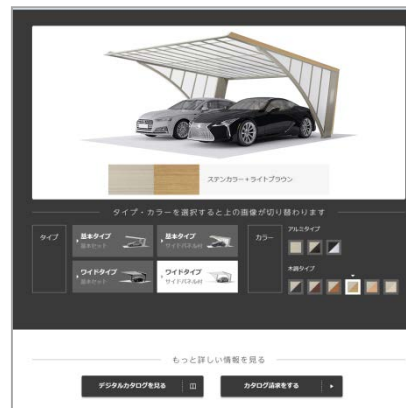 ステンカラー+ライトブラウン
タイプ・カラーを選択すると上の画像が切り替わります
タイプ
基本タイプ
基本セット
基本タイプ
サイドパネル付
ワイドタイプ
基本セット
ワイドタイプ
サイドパネル付
カラー
アルミタイプ
木調タイプ
もっと詳しい情報を見る
デジタルカタログを見る
カタログ請求をする